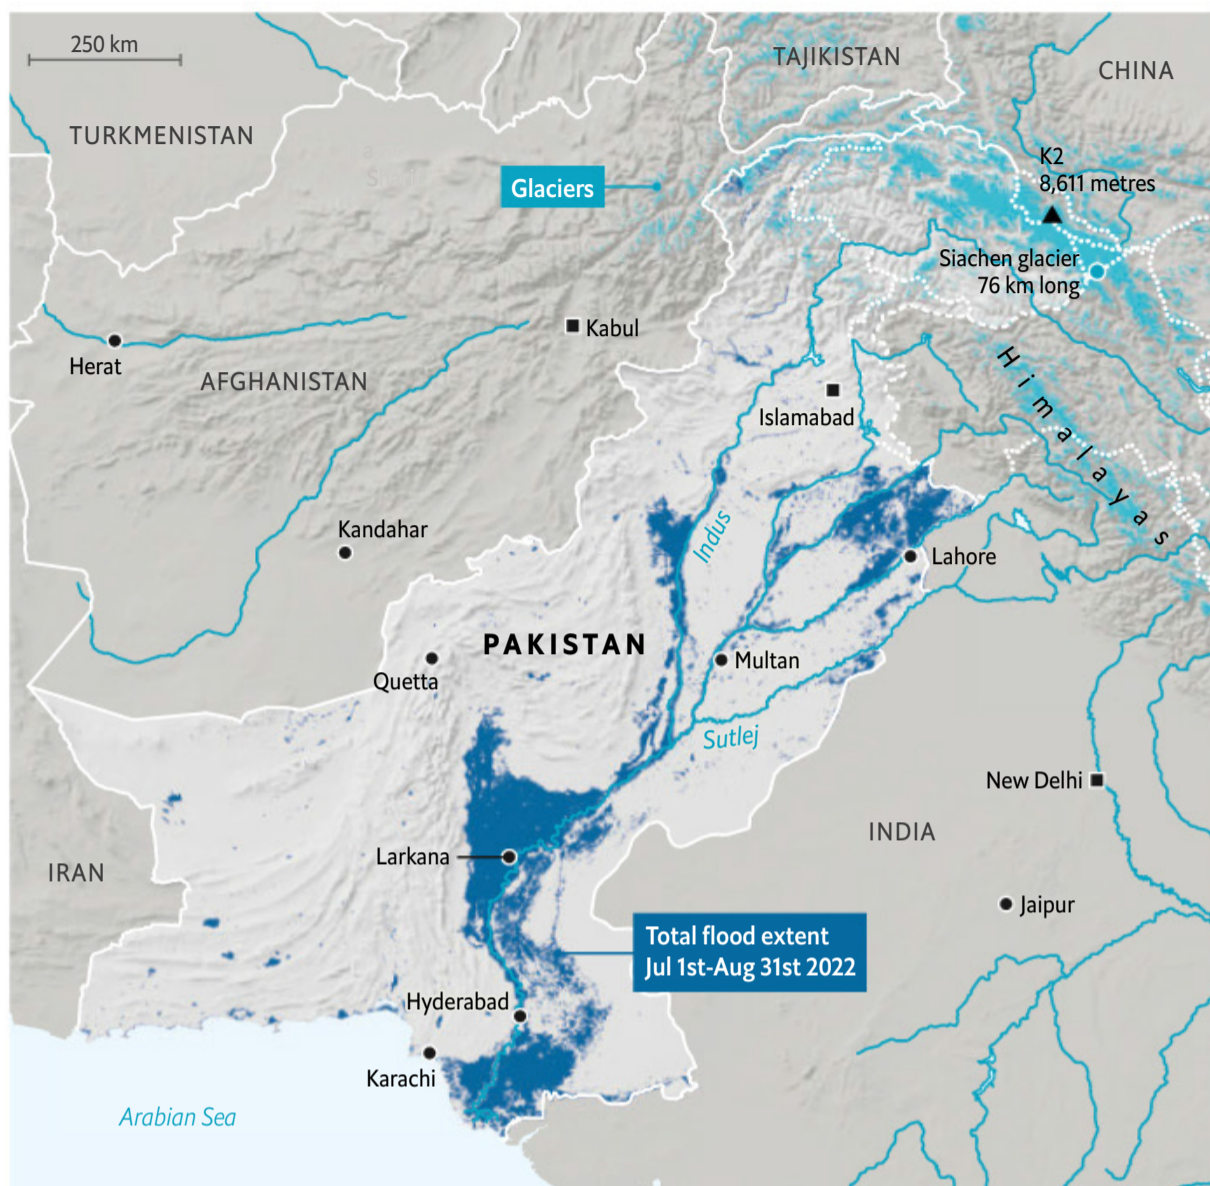 250 km
TAJIKISTAN
CHINA
TURKMENISTAN
K2
8,611 metres
Glaciers
Siachen glacier
76 km long
Kabul
Herat
AFGHANISTAN
Himalayas
Islamabad
Kandahar
Indus
Lahore
PAKISTAN
Multan
Quetta
Sutlej
New Delhi
INDIA
Larkana
IRAN
Jaipur
Total flood extent
Jul 1st-Aug 31st 2022
Hyderabad
Karachi
Arabian Sea